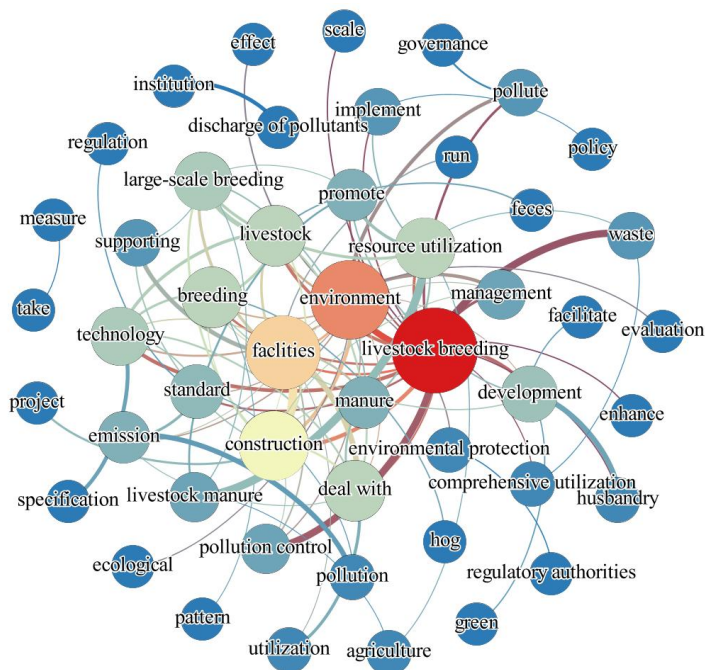 effect
scale
governance
institution
implement
pollute
discharge of pollutants
regulation
run
policy
large-scale breeding
promote
measure
feces
supporting
livestock
resource utilization
waste
breeding
environment
management
take
facilitate
technology
evaluation
faclities
livestock breeding
project
standard
manure
development
enhance
emission
construction
environmental protection
specification
livestock manure
deal with
comprehensive utilization
husbandry
pollution control
hog
ecological
pollution
regulatory authorities
pattern
green
utilization
agriculture